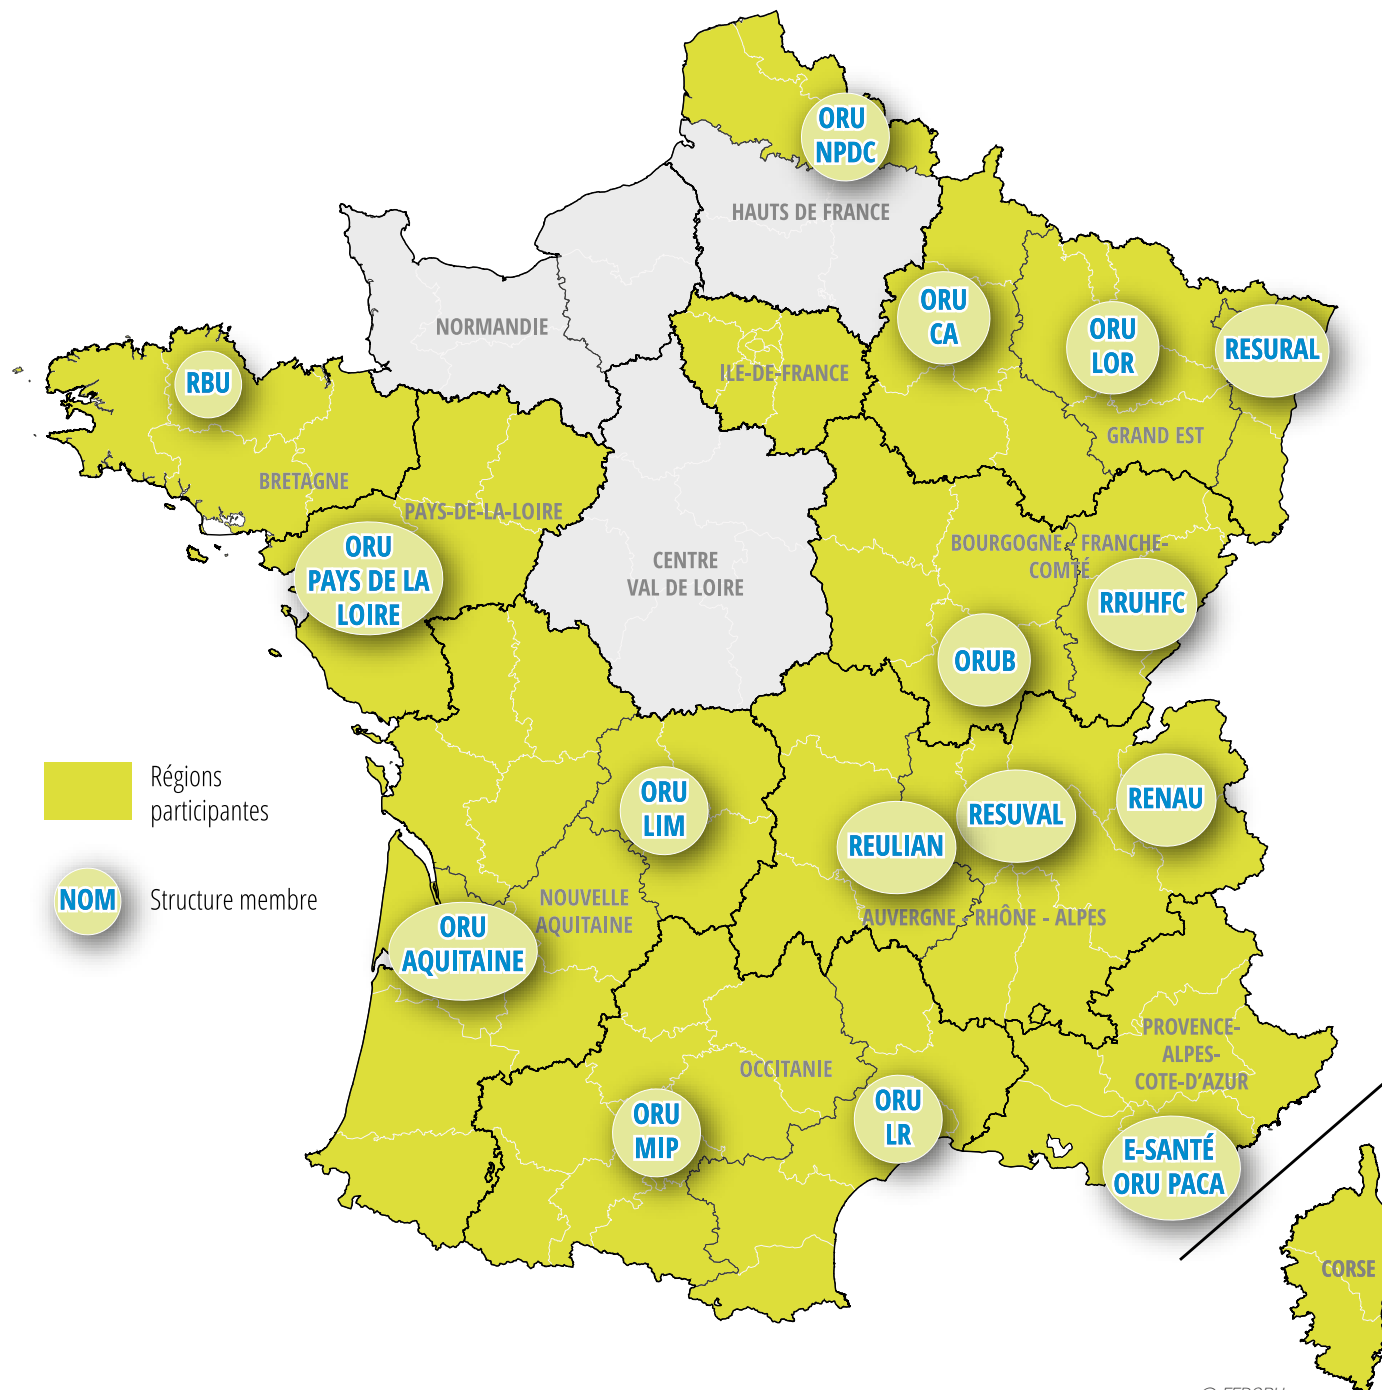 ORU
NPDC
HAUTS DE FRANCE
ORU
CA
NORMANDIE
ORU
LOR
RESURAL
ILE-DE-FRANCE
RBU
GRAND EST
BRETAGNE
PAYS-DE-LA-LOIRE
ORU
PAYS DE LA
LOIRE
CENTRE
VAL DE LOIRE
BOURGOGNE - FRANCHE-
COMTÉ
RRUHFC
ORUB
Régions
participantes
ORU
LIM
REULIAN
RESUVAL
RENAU
NOM
Structure membre
NOUVELLE
AQUITAINE
AUVERGNE - RHÔNE - ALPES
ORU
AQUITAINE
PROVENCE-
ALPES-
COTE-D'AZUR
OCCITANIE
ORU
MIP
ORU
LR
E-SANTÉ
ORU PACA
CORSE